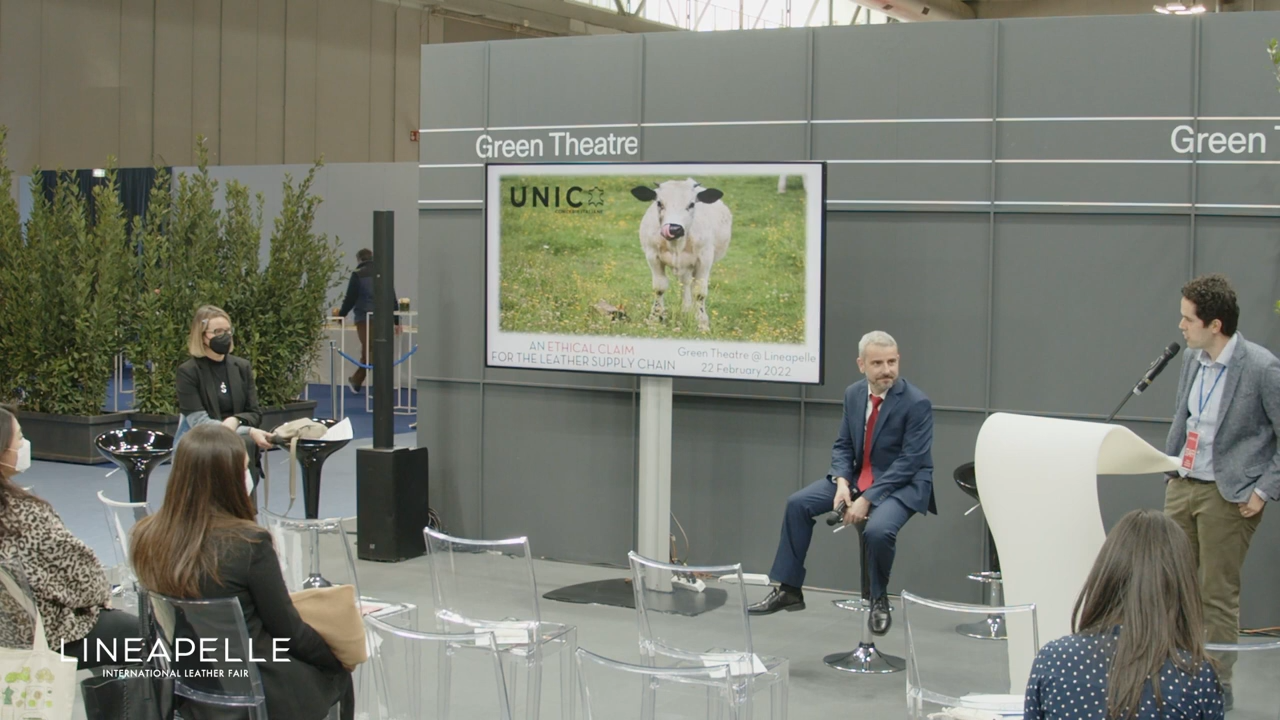 Green Theatre
Green
UNIC
AN ETHICAL CLAIM
FOR THE LEATHER SUPPLY CHAIN
Green Theatre @ Lineapelle
22 February 2022
LINEAPELLE
INTERNATIONAL LEATHER FAIR